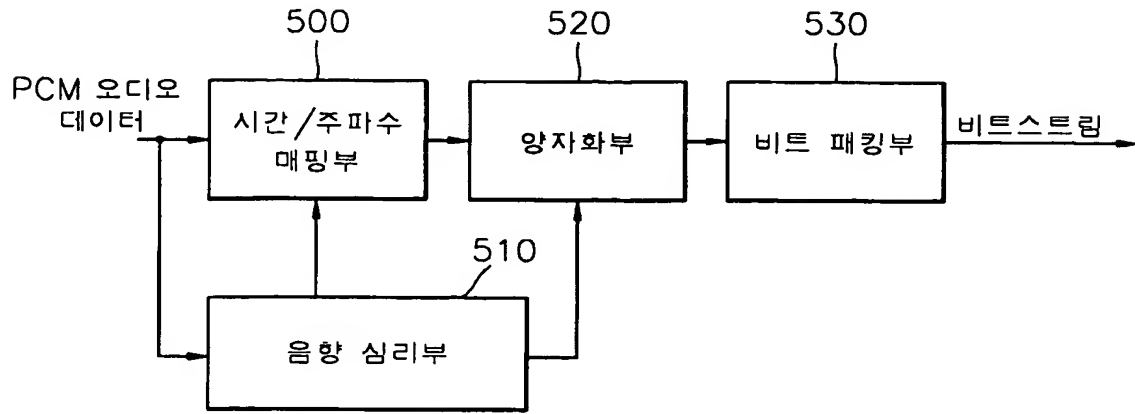 500
520
530
PCM 오디오
데이터
시간/주파수
매핑부
양자화부
비트 패킹부
비트스트림
510
음향 심리부